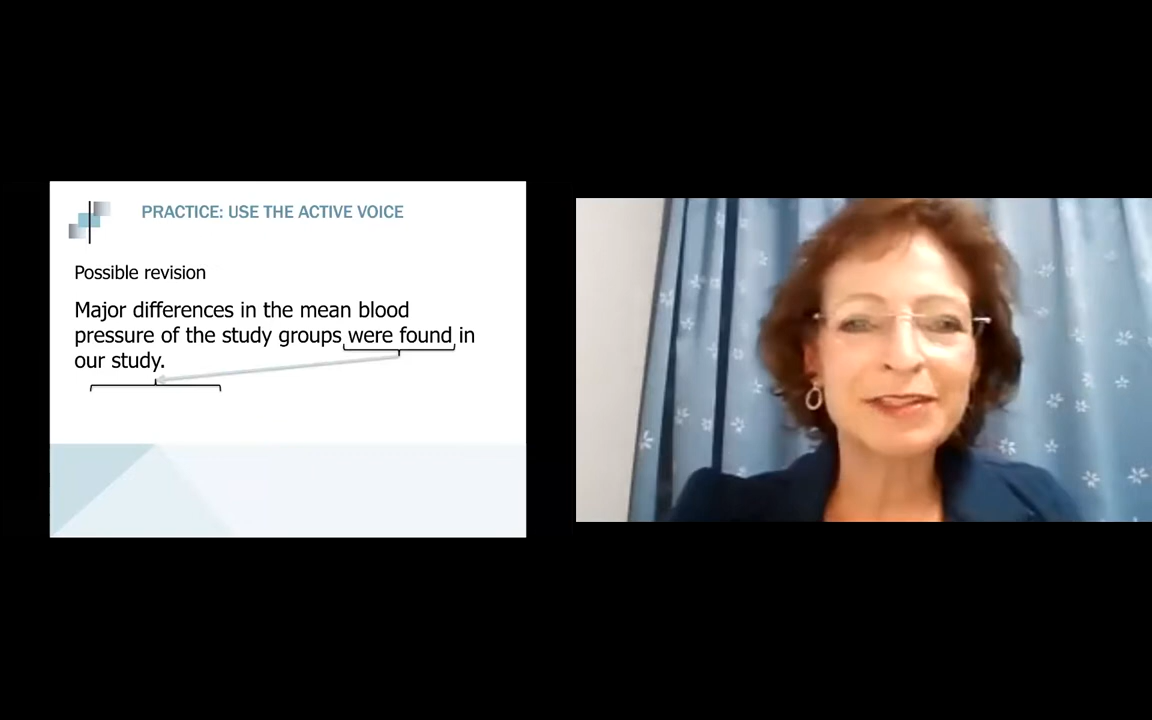 PRACTICE: USE THE ACTIVE VOICE
Possible revision
Major differences in the mean blood
pressure of the study groups were found in
our study.